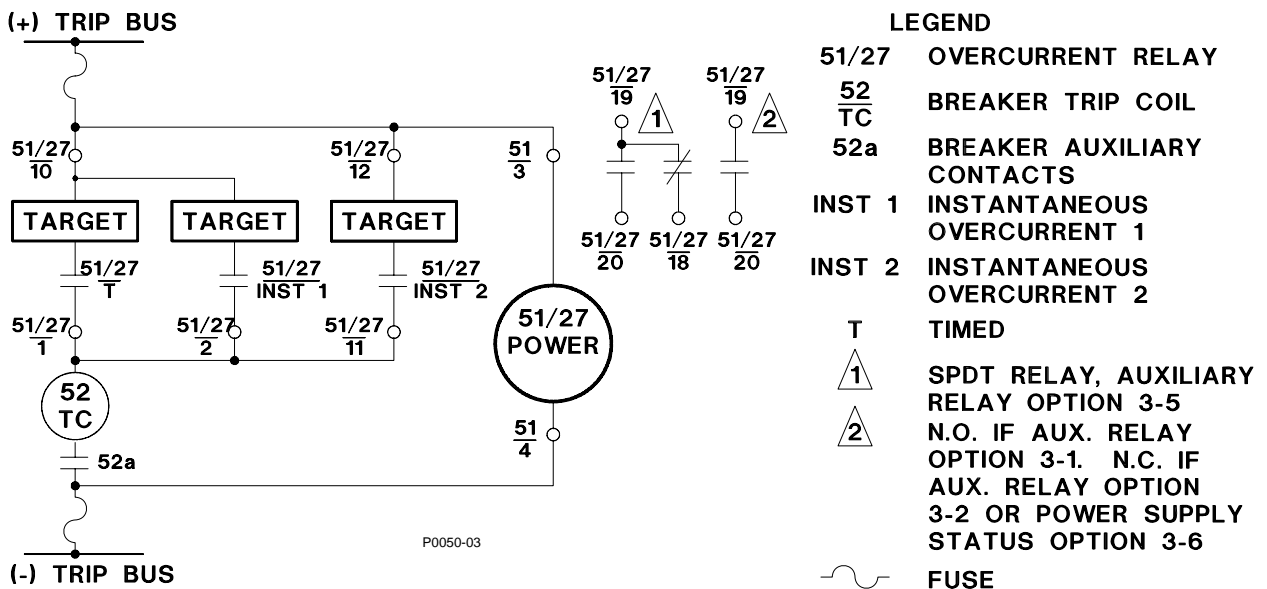 (+) TRIP BUS
51/27
10
51/27
12
51
3
TARGET
TARGET
TARGET
51/27
T
51/27
INST 1
51/27
INST 2
51/27
1
51/27
2
51/27
11
51/27
POWER
52
TC
51
4
52a
(-) TRIP BUS
P0050-03
51/27
19
1
51/27
19
2
51/27
20
51/27
18
51/27
20
LEGEND
51/27 OVERCURRENT RELAY
52
TC
BREAKER TRIP COIL
52a BREAKER AUXILIARY
CONTACTS
INST 1 INSTANTANEOUS
OVERCURRENT 1
INST 2 INSTANTANEOUS
OVERCURRENT 2
T TIMED
1 SPDT RELAY, AUXILIARY
RELAY OPTION 3-5
2 N.O. IF AUX. RELAY
OPTION 3-1. N.C. IF
AUX. RELAY OPTION
3-2 OR POWER SUPPLY
STATUS OPTION 3-6
FUSE